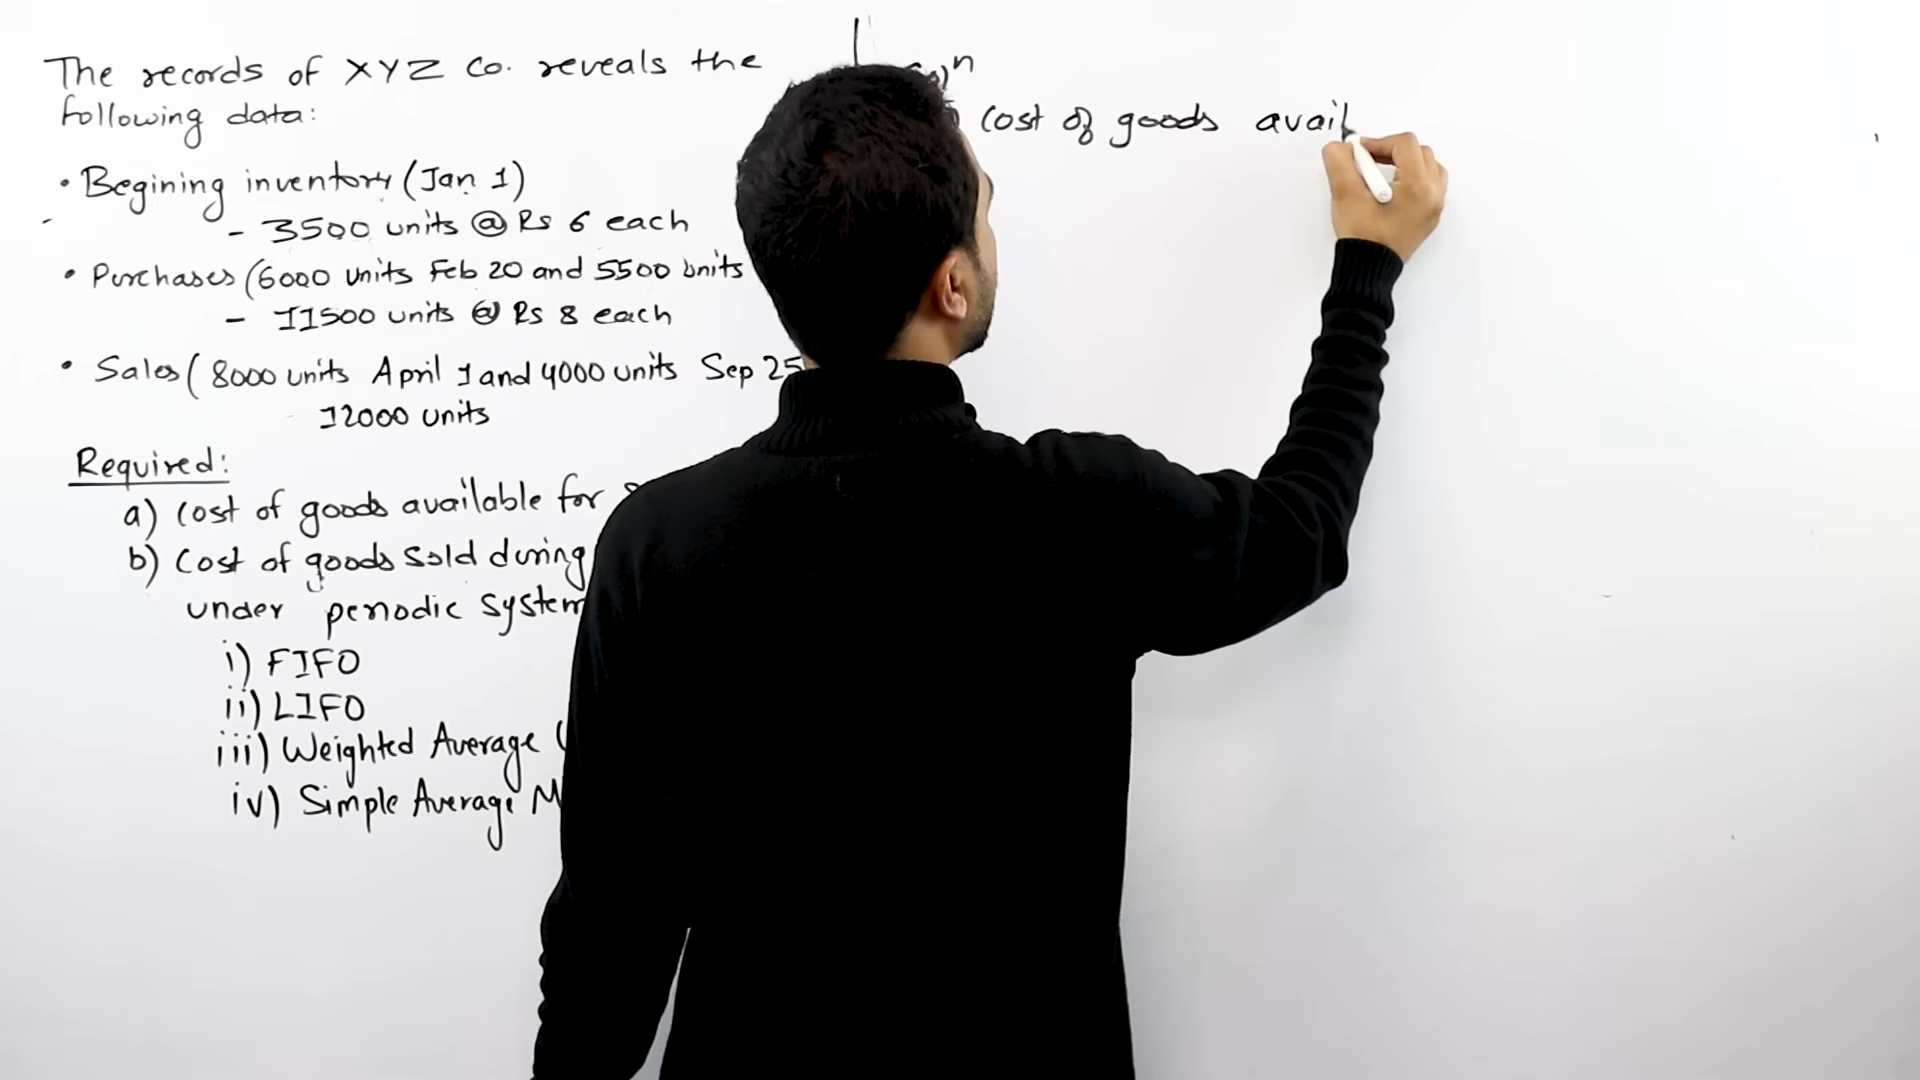 The records of XYZ Co. reveals the
following data:
• Begining inventory (Jan 1)
- 3500 units @ Rs 6 each
• Purchases (6000 units Feb 20 and 5500 units
- 11500 units @ Rs 8 each
• Sales (8000 units April 1 and 4000 units Sep 25
12000 units
Required:
a) Cost of goods available for
b) Cost of goods sold during
under periodic system
i) FIFO
ii) LIFO
iii) Weighted Average
iv) Simple Average M
Cost of goods avail